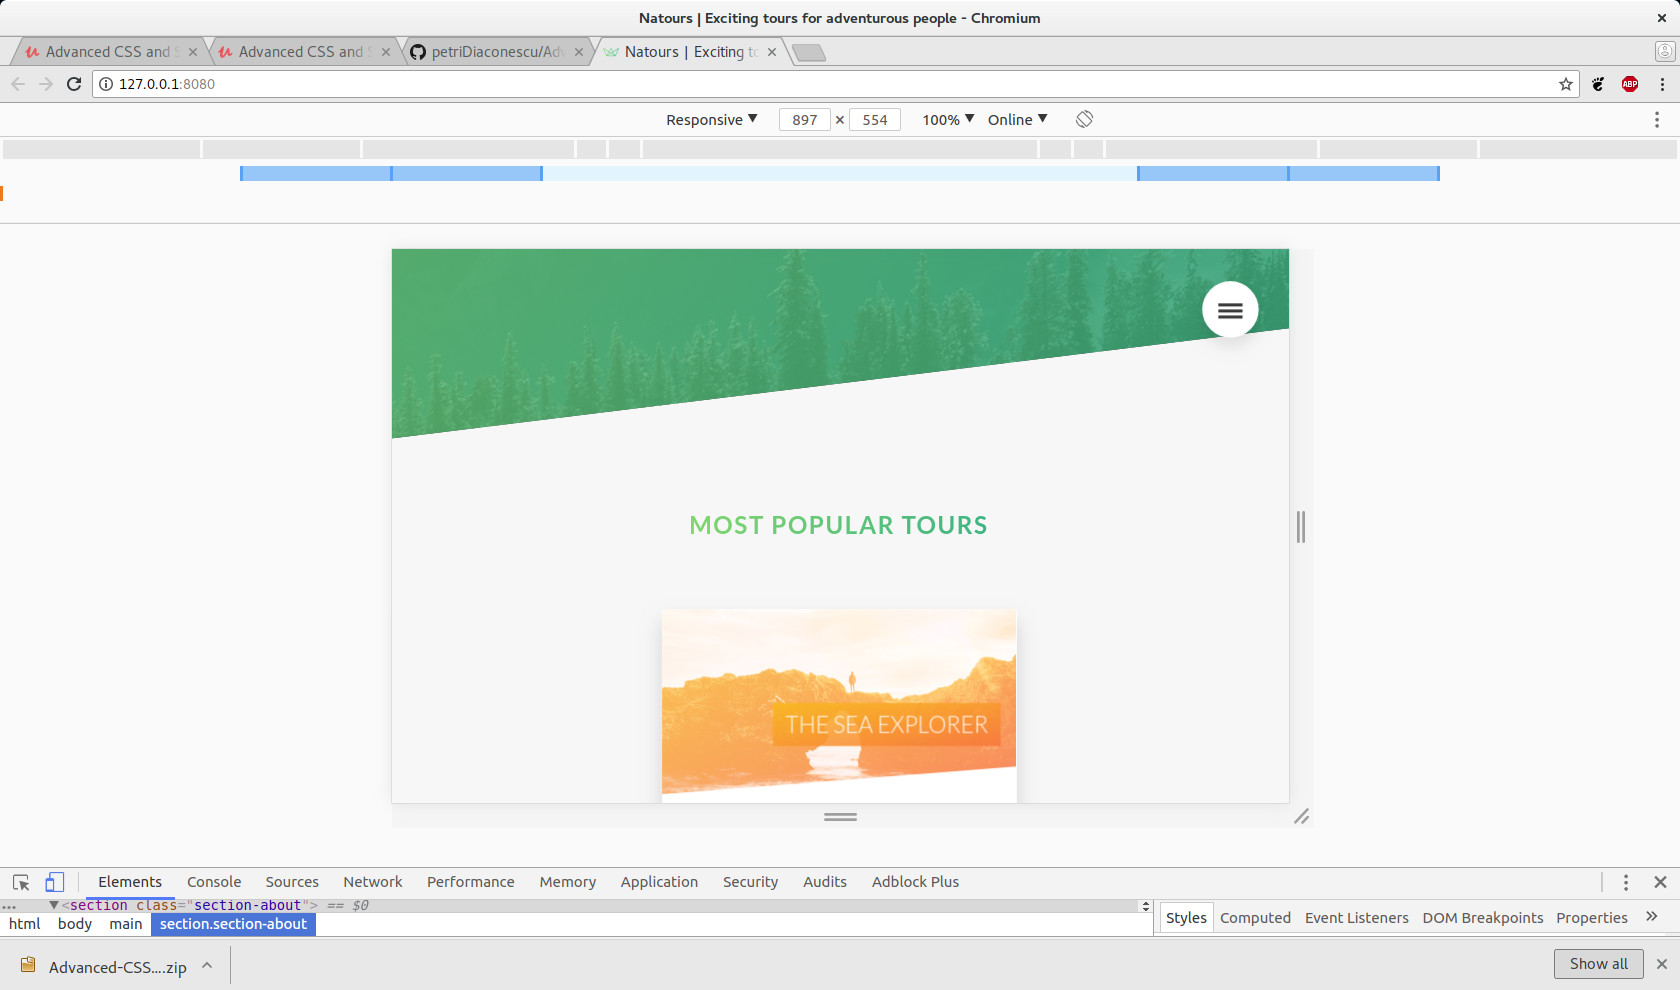 Natours | Exciting tours for adventurous people - Chromium
Advanced CSS and S
Advanced CSS and S
petriDiaconescu/Adv
Natours | Exciting to
127.0.0.1:8080
ABP
Responsive 897 × 554 100% Online
MOST POPULAR TOURS
THE SEA EXPLORER
Elements Console Sources Network Performance Memory Application Security Audits Adblock Plus
... <section class="section-about"> == $0
html body main section.section-about
Styles Computed Event Listeners DOM Breakpoints Properties »
Advanced-CSS....zip
Show all